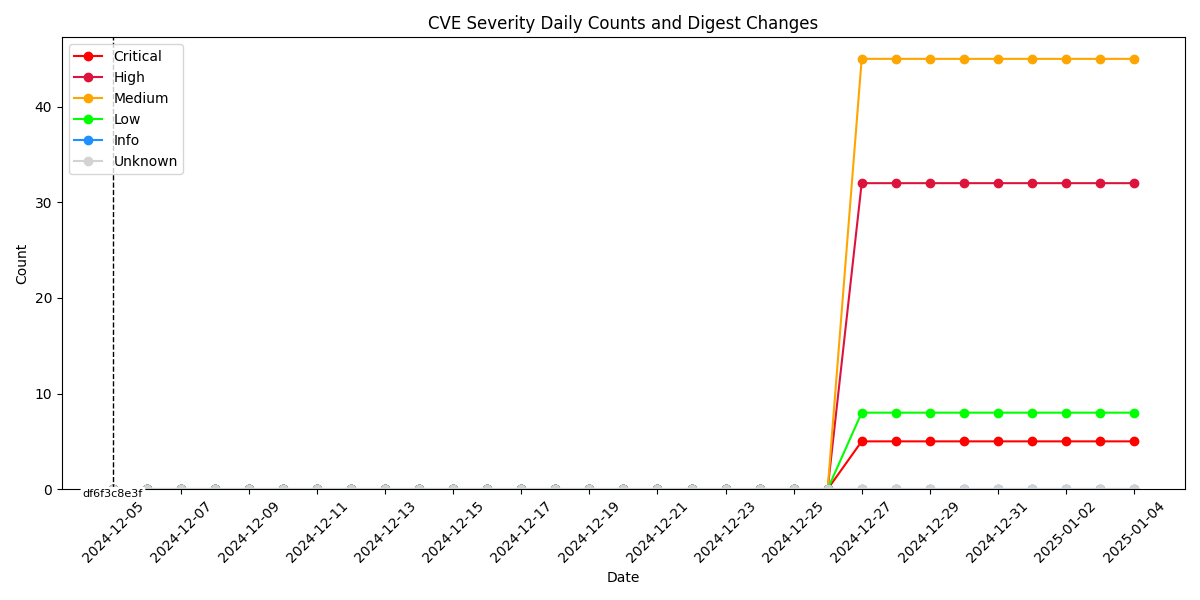 CVE Severity Daily Counts and Digest Changes
Critical
High
Medium
Low
Info
Unknown
Count
40
30
20
10
0
df6f3c8e3f
2024-12-05
2024-12-07
2024-12-09
2024-12-11
2024-12-13
2024-12-15
2024-12-17
2024-12-19
2024-12-21
2024-12-23
2024-12-25
2024-12-27
2024-12-29
2024-12-31
2025-01-02
2025-01-04
Date